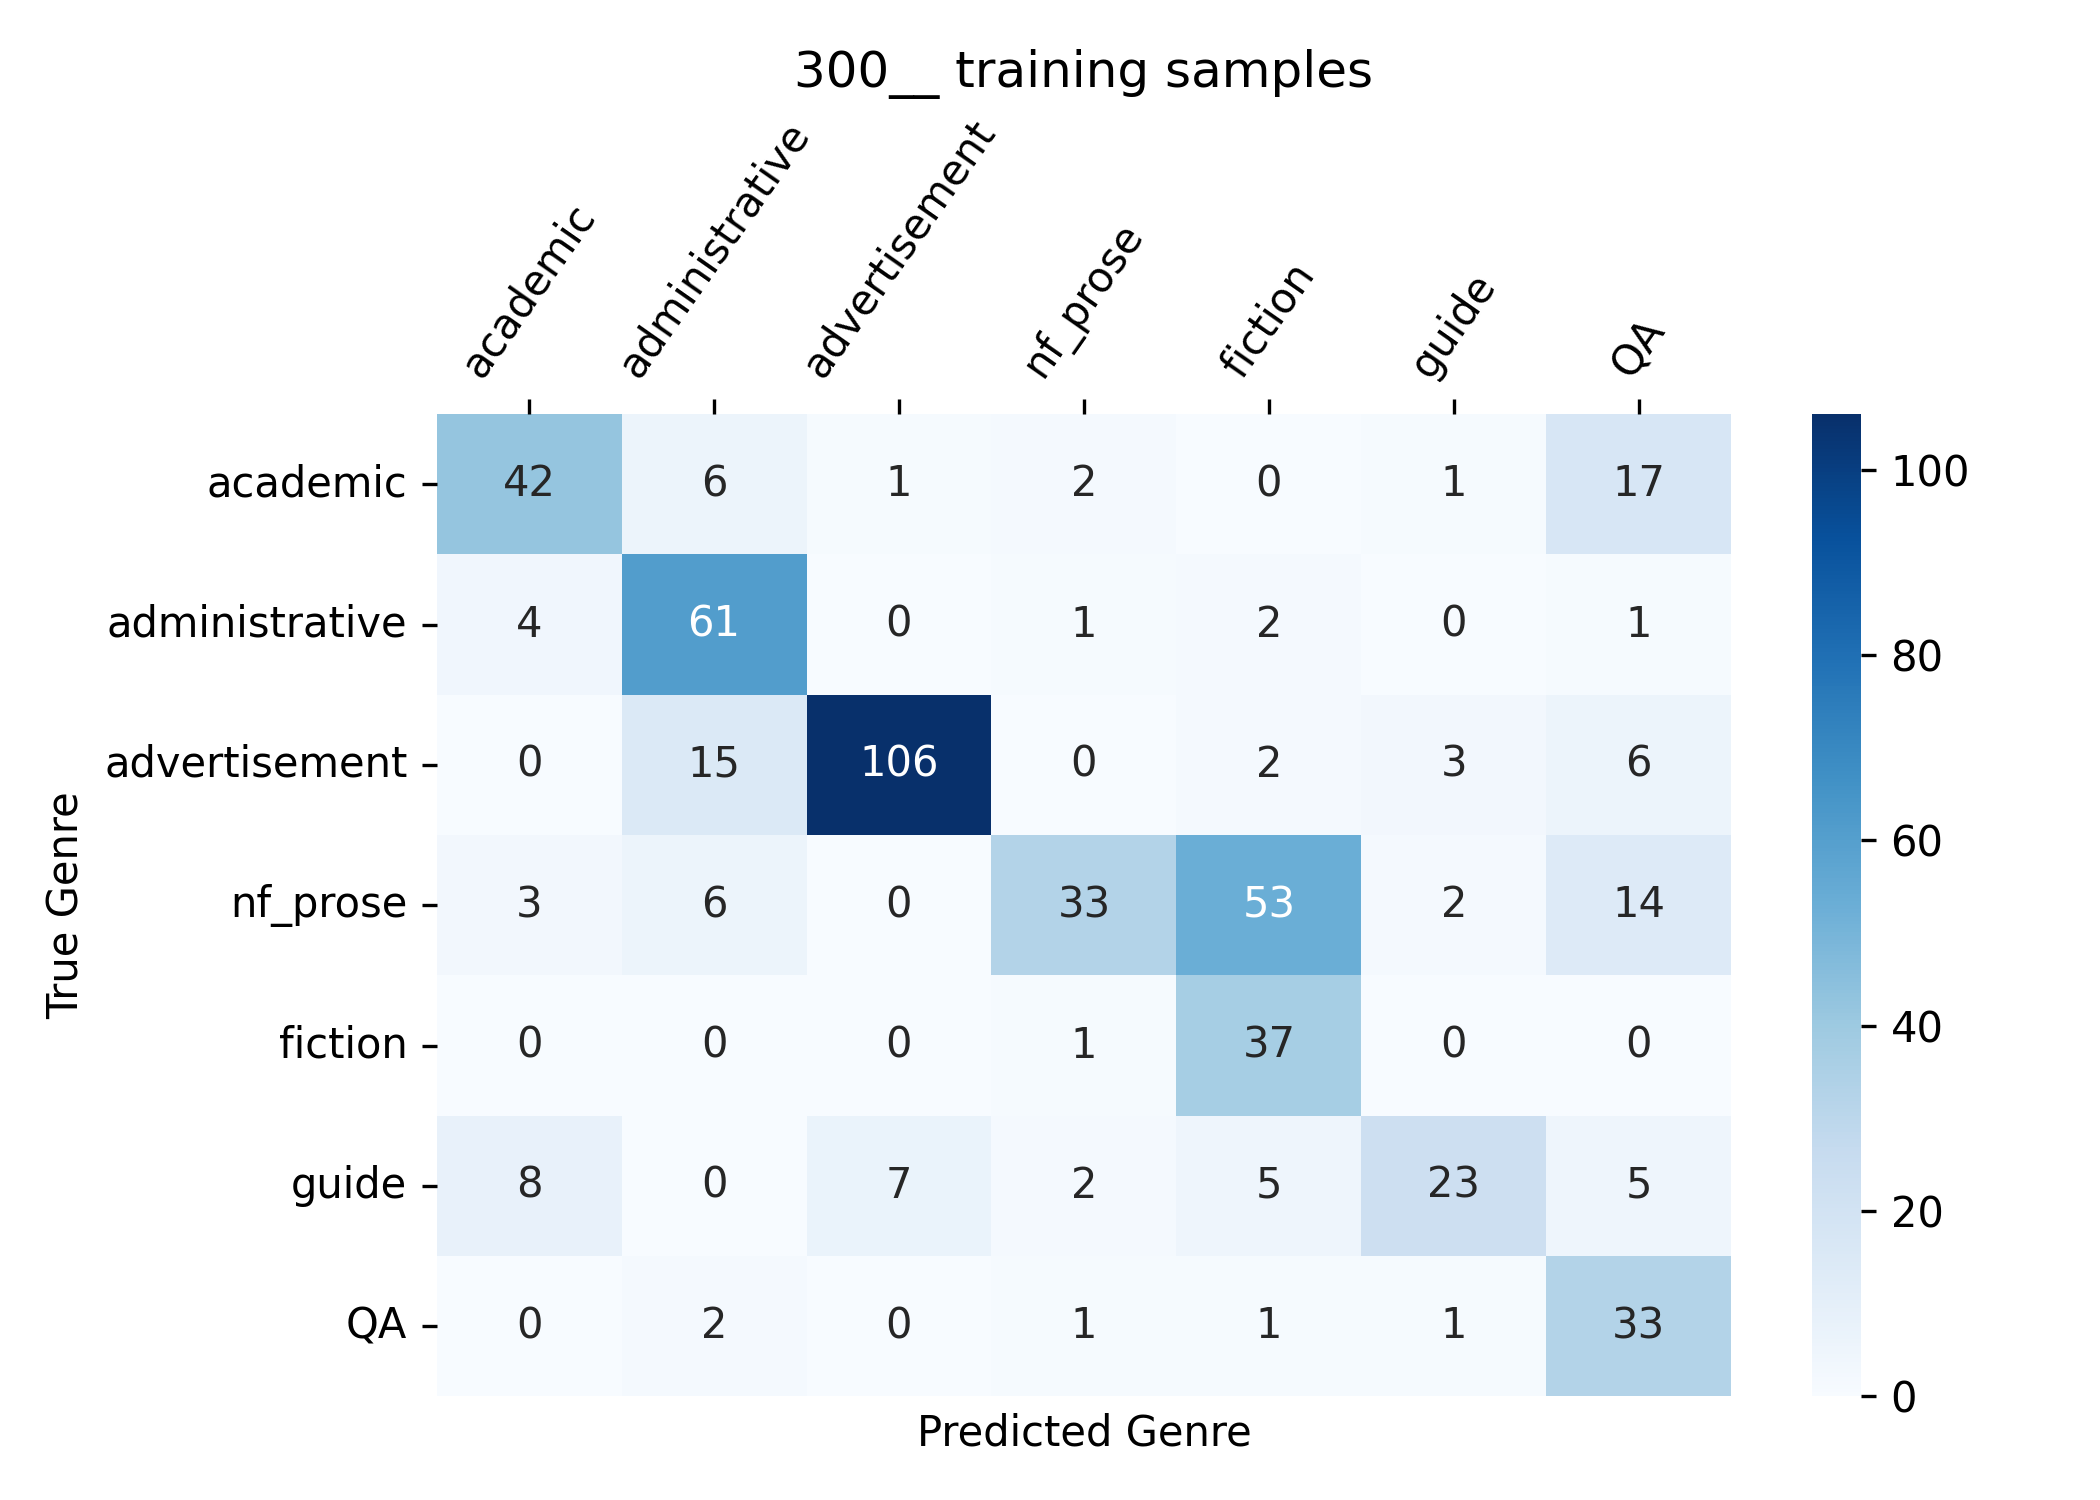 300__ training samples
academic administrative advertisement nf_prose fiction guide QA
academic 42 6 1 2 0 1 17
administrative 4 61 0 1 2 0 1
advertisement 0 15 106 0 2 3 6
nf_prose 3 6 0 33 53 2 14
fiction 0 0 0 1 37 0 0
guide 8 0 7 2 5 23 5
QA 0 2 0 1 1 1 33
True Genre
Predicted Genre
100
80
60
40
20
0